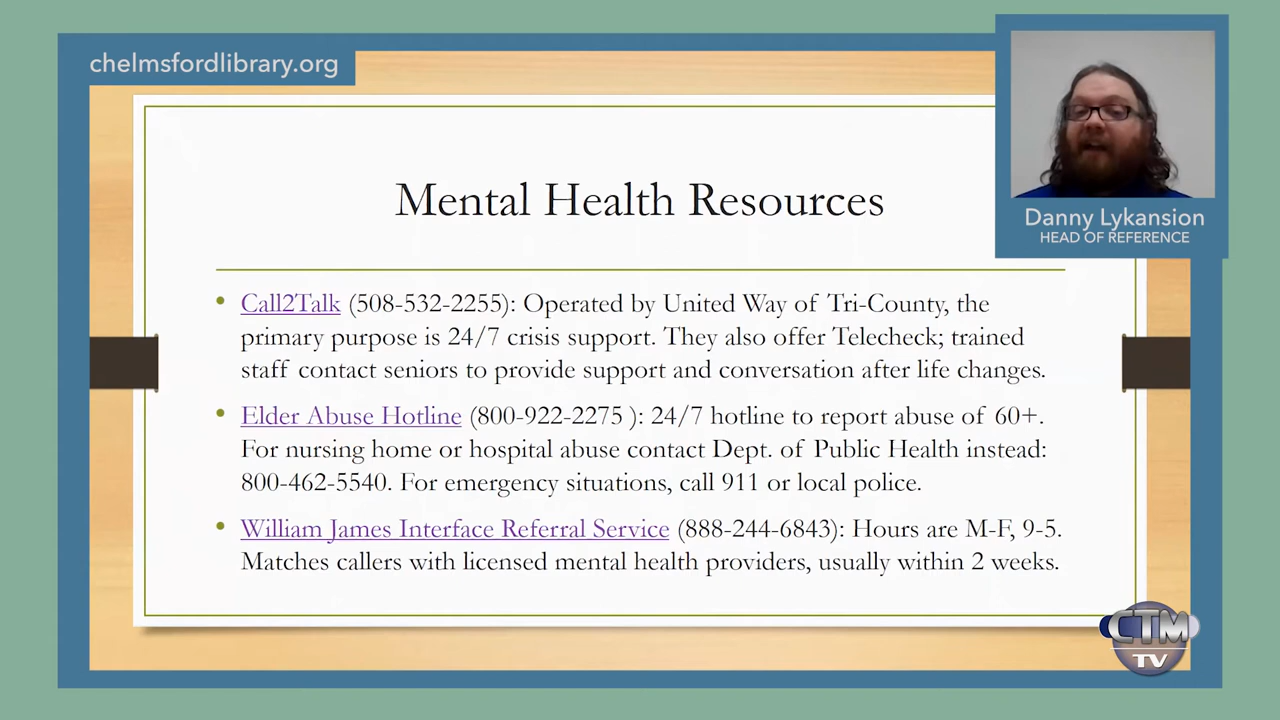 chelmsfordlibrary.org
Mental Health Resources
Danny Lykansion
HEAD OF REFERENCE
• Call2Talk (508-532-2255): Operated by United Way of Tri-County, the
primary purpose is 24/7 crisis support. They also offer Telecheck; trained
staff contact seniors to provide support and conversation after life changes.
• Elder Abuse Hotline (800-922-2275 ): 24/7 hotline to report abuse of 60+.
For nursing home or hospital abuse contact Dept. of Public Health instead:
800-462-5540. For emergency situations, call 911 or local police.
• William James Interface Referral Service (888-244-6843): Hours are M-F, 9-5.
Matches callers with licensed mental health providers, usually within 2 weeks.
CTM
TV